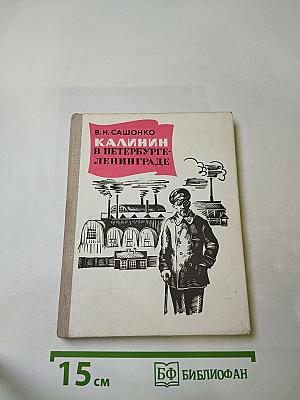 В. Н. САШОНКО
КАЛИНИН
В ПЕТЕРБУРГЕ-
ЛЕНИНГРАДЕ
15 см
БФ БИБЛИОФАН